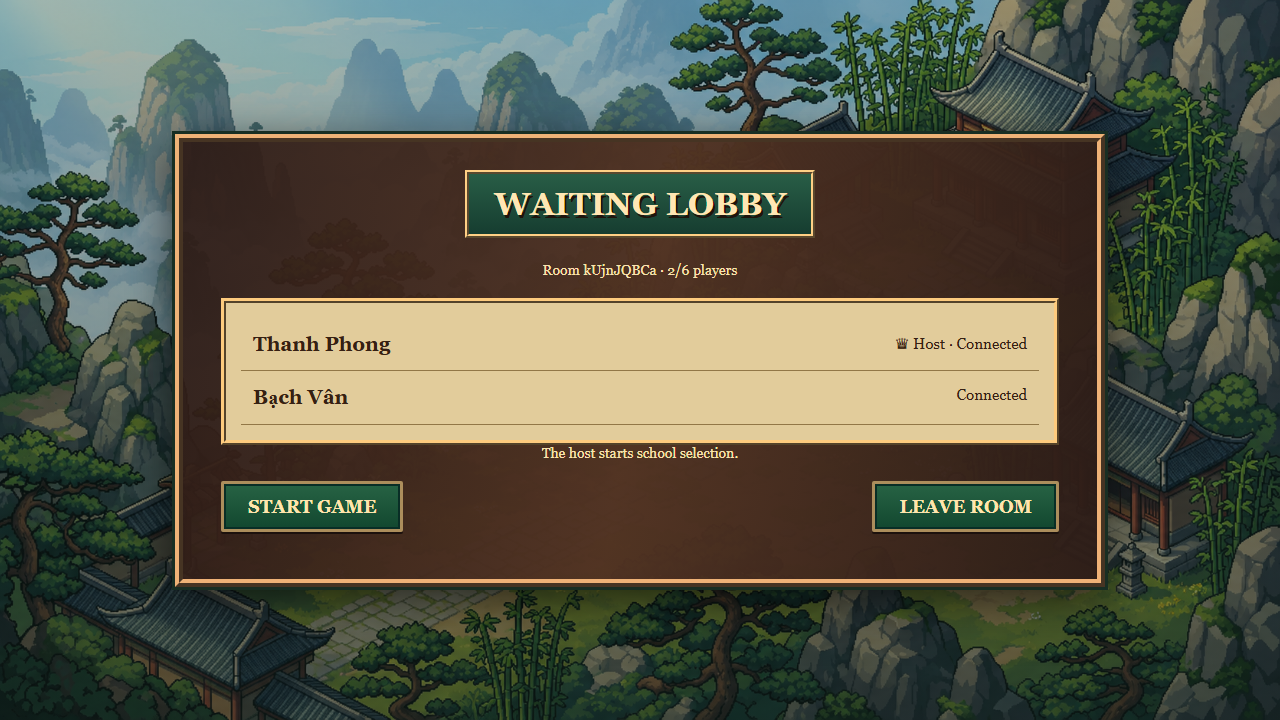 WAITING LOBBY
Room kUjnJQBCa · 2/6 players
Thanh Phong
♛ Host · Connected
Bạch Vân
Connected
The host starts school selection.
START GAME
LEAVE ROOM